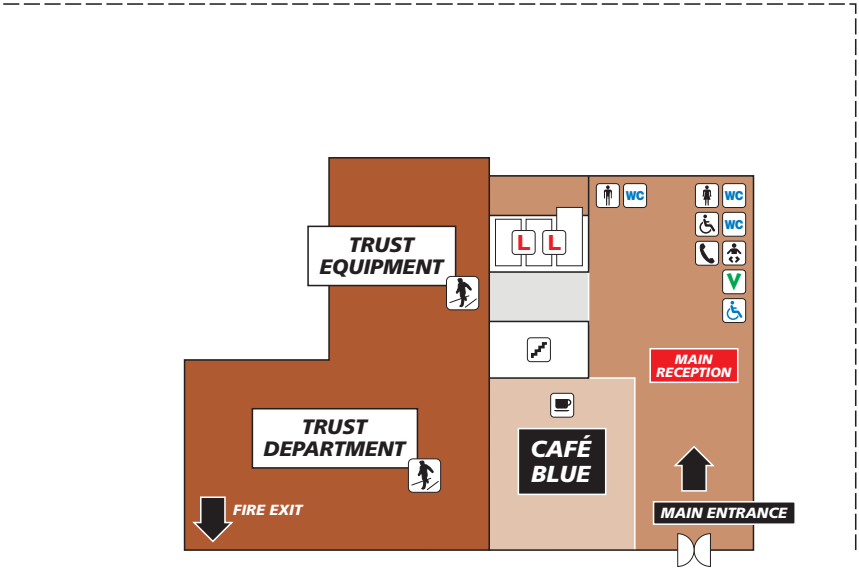 WC
WC
WC
L L
V
TRUST
EQUIPMENT
MAIN
RECEPTION
TRUST
DEPARTMENT
CAFÉ
BLUE
FIRE EXIT
MAIN ENTRANCE